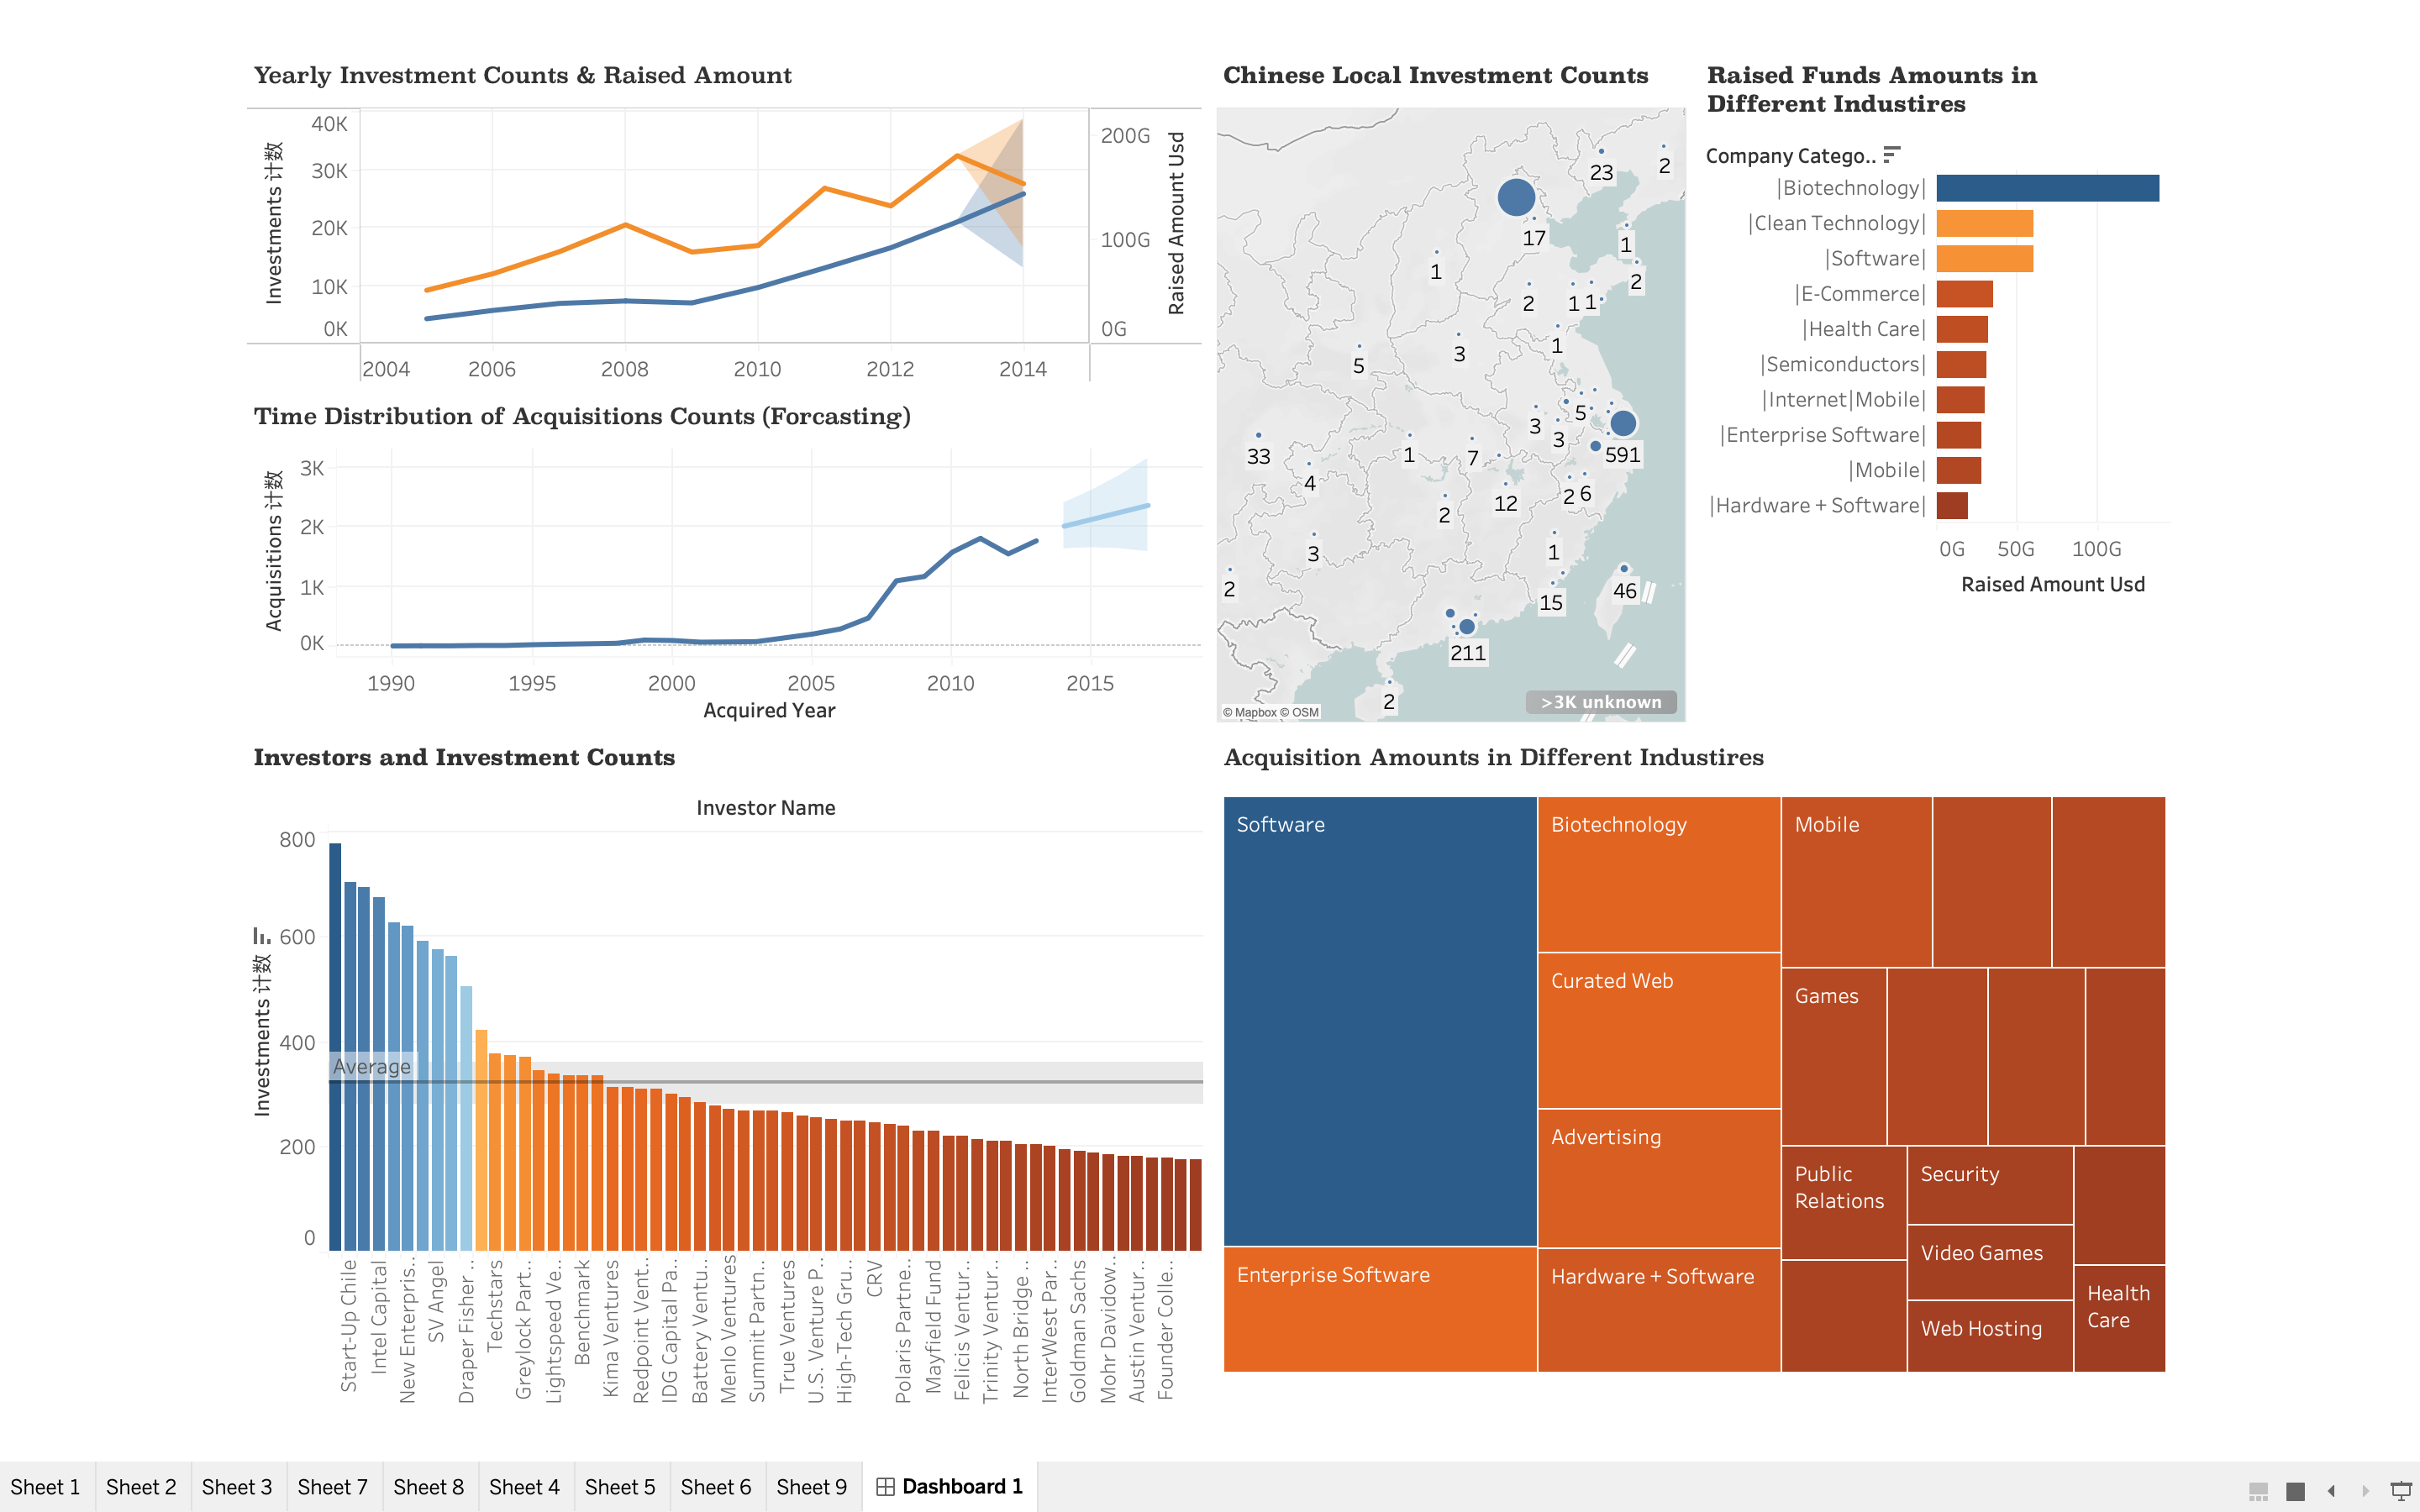 Yearly Investment Counts & Raised Amount
Investments 计数
40K
30K
20K
10K
0K
200G
100G
0G
Raised Amount Usd
2004
2006
2008
2010
2012
2014
Time Distribution of Acquisitions Counts (Forcasting)
Acquisitions 计数
3K
2K
1K
0K
1990
1995
2000
2005
2010
2015
Acquired Year
Chinese Local Investment Counts
23
2
17
1
1
2
2
1
1
1
3
5
5
3
3
591
33
1
7
4
2
6
12
2
3
1
2
15
46
211
2
>3K unknown
© Mapbox © OSM
Raised Funds Amounts in
Different Industires
Company Catego..
|Biotechnology|
|Clean Technology|
|Software|
|E-Commerce|
|Health Care|
|Semiconductors|
|Internet|Mobile|
|Enterprise Software|
|Mobile|
|Hardware + Software|
0G
50G
100G
Raised Amount Usd
Investors and Investment Counts
Investor Name
Investments 计数
800
600
400
200
0
Average
Start-Up Chile
Intel Capital
New Enterpris..
SV Angel
Draper Fisher ..
Techstars
Greylock Part..
Lightspeed Ve..
Benchmark
Kima Ventures
Redpoint Vent..
IDG Capital Pa..
Battery Ventu..
Menlo Ventures
Summit Partn..
True Ventures
U.S. Venture P..
High-Tech Gru..
CRV
Polaris Partne..
Mayfield Fund
Felicis Ventur..
Trinity Ventur..
North Bridge ..
InterWest Par..
Goldman Sachs
Mohr Davidow..
Austin Ventur..
Founder Colle..
Acquisition Amounts in Different Industires
Software
Enterprise Software
Biotechnology
Curated Web
Advertising
Hardware + Software
Mobile
Games
Public
Relations
Security
Video Games
Web Hosting
Health
Care
Sheet 1
Sheet 2
Sheet 3
Sheet 7
Sheet 8
Sheet 4
Sheet 5
Sheet 6
Sheet 9
Dashboard 1